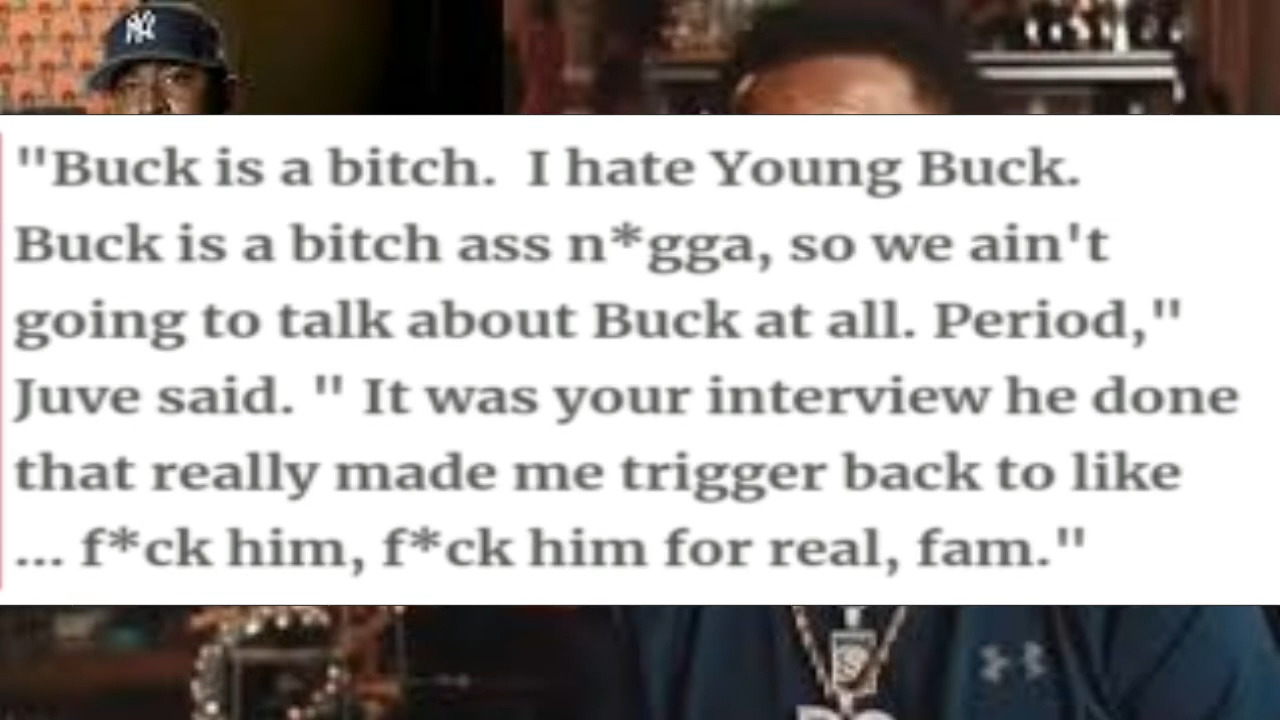 NY
"Buck is a bitch.  I hate Young Buck.
Buck is a bitch ass n*gga, so we ain't
going to talk about Buck at all. Period,"
Juve said. " It was your interview he done
that really made me trigger back to like
... f*ck him, f*ck him for real, fam."